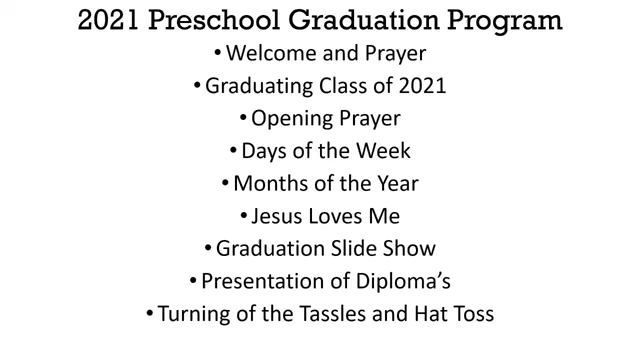 2021 Preschool Graduation Program
• Welcome and Prayer
• Graduating Class of 2021
• Opening Prayer
• Days of the Week
• Months of the Year
• Jesus Loves Me
• Graduation Slide Show
• Presentation of Diploma’s
• Turning of the Tassles and Hat Toss